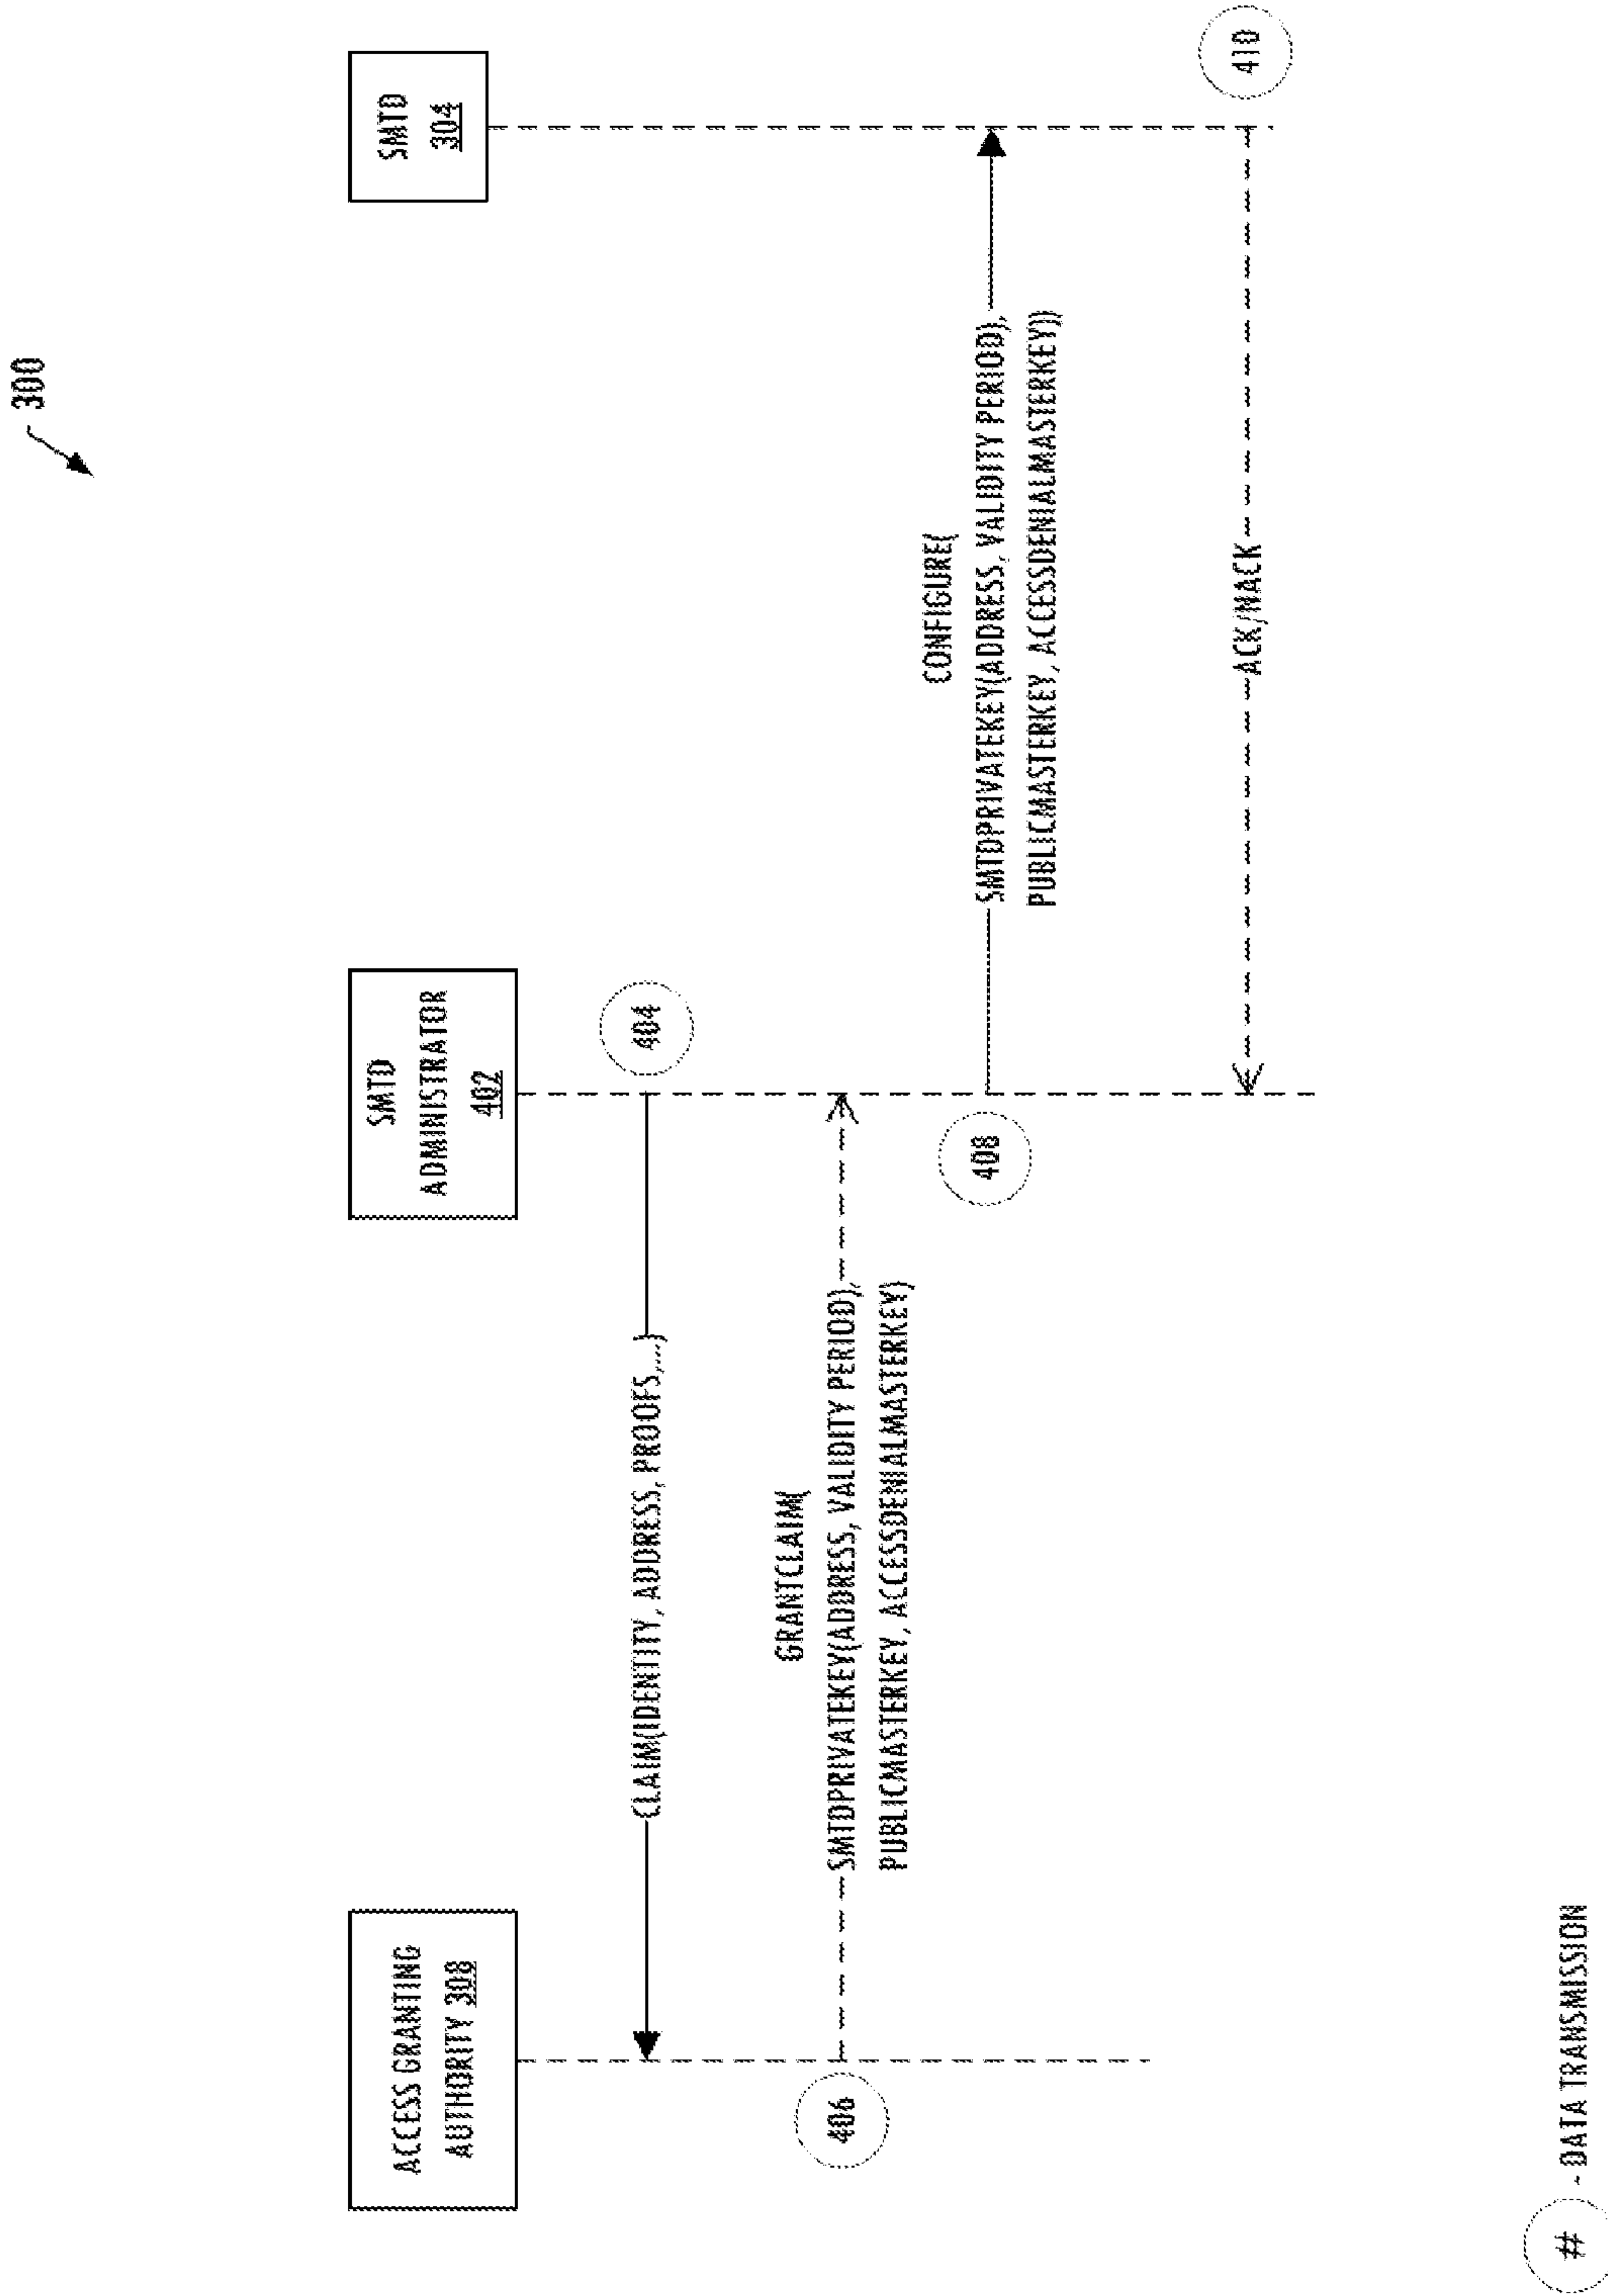 300
ACCESS GRANTING
AUTHORITY 308
SMTD
ADMINISTRATOR
402
SMTD
304
404
CLAIM(IDENTITY, ADDRESS, PROOFS,...)
GRANTCLAIM(
SMTDPRIVATEKEY(ADDRESS, VALIDITY PERIOD),
PUBLICMASTERKEY, ACCESSDENIALMASTERKEY)
406
408
CONFIGURE(
SMTDPRIVATEKEY(ADDRESS, VALIDITY PERIOD),
PUBLICMASTERKEY, ACCESSDENIALMASTERKEY))
ACK/NACK
410
# - DATA TRANSMISSION